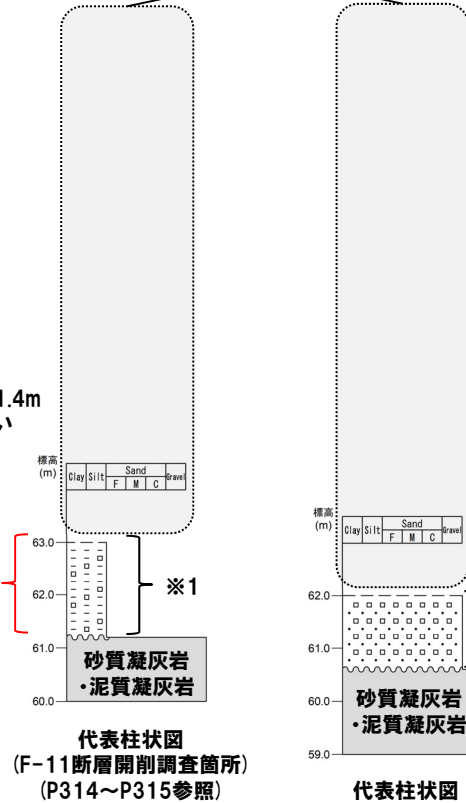 1.4m
い
標高
(m)
Clay Silt Sand Gravel
F M C
63.0
62.0
61.0
60.0
※1
砂質凝灰岩
・泥質凝灰岩
代表柱状図
(F-11断層開削調査箇所)
(P314～P315参照)
標高
(m)
Clay Silt Sand Gravel
F M C
62.0
61.0
60.0
59.0
砂質凝灰岩
・泥質凝灰岩
代表柱状図